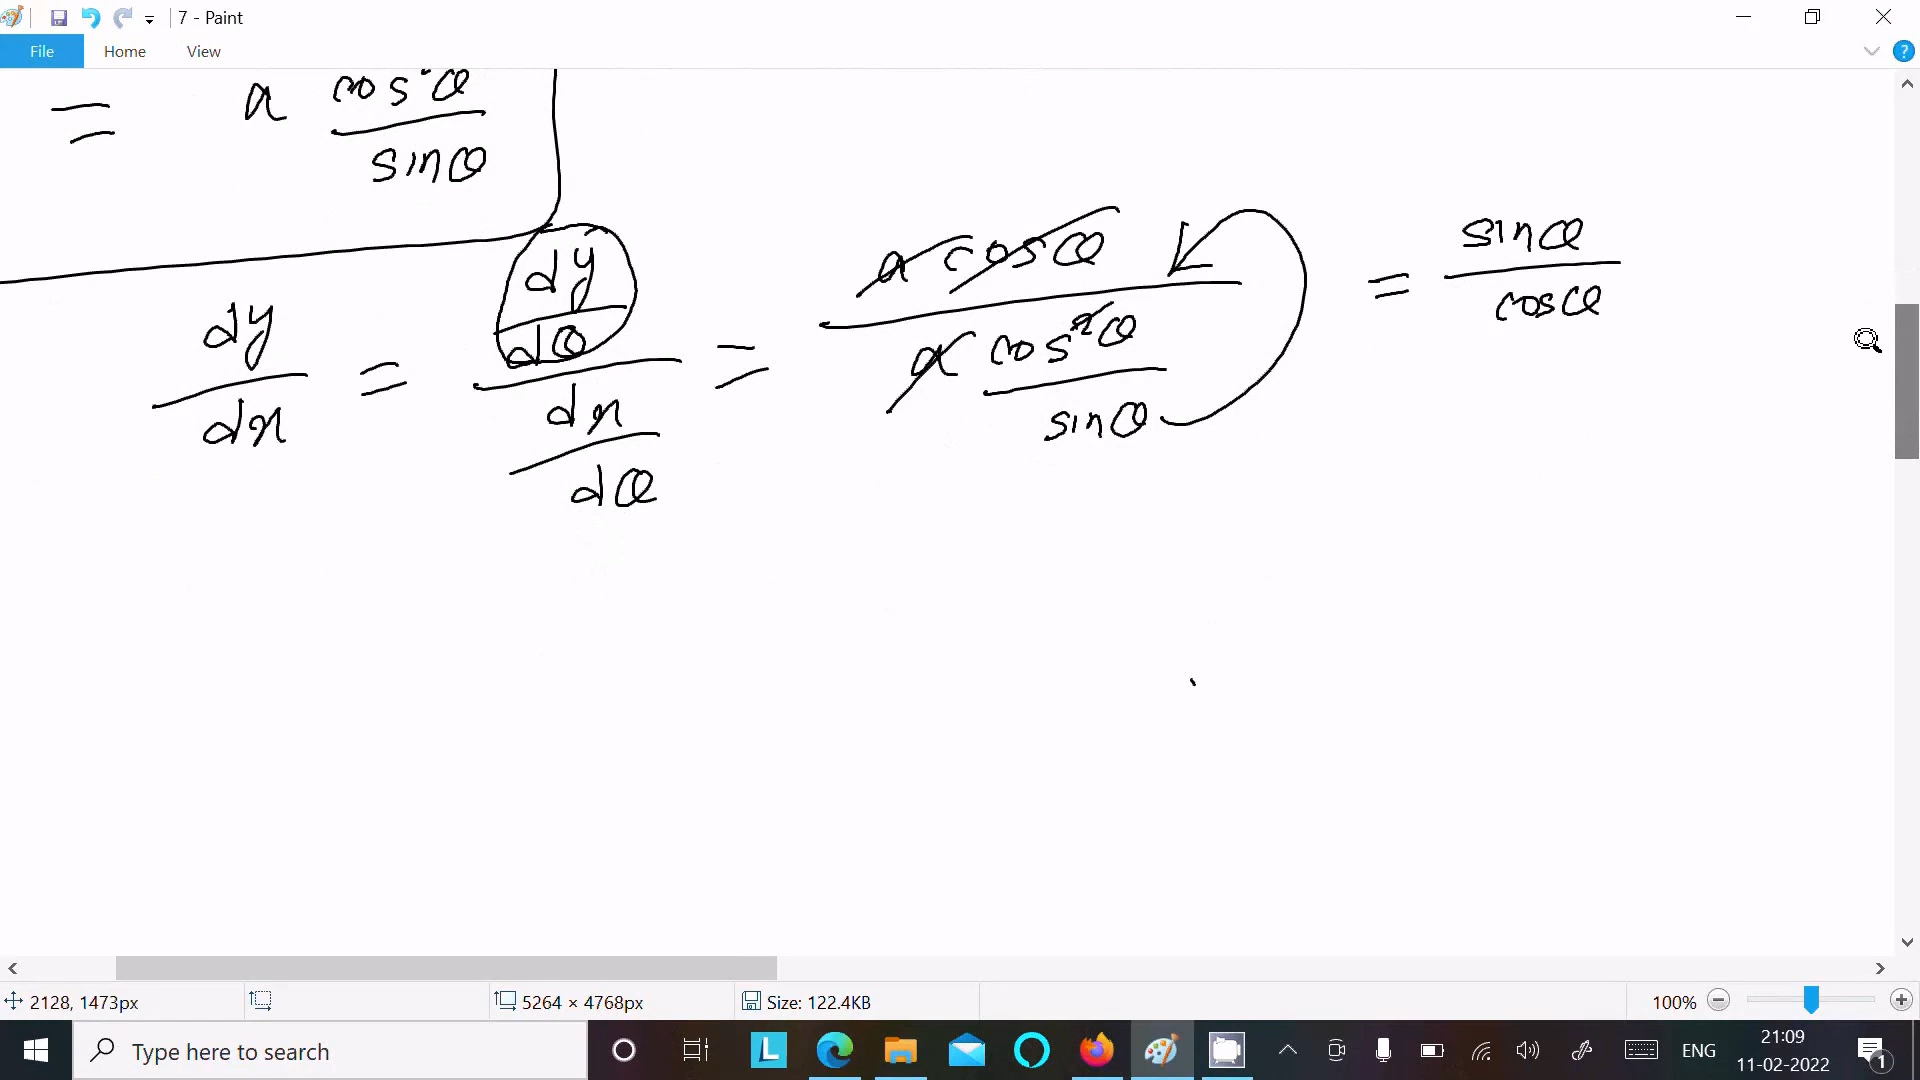 7 - Paint
File Home View
= a cos²θ / sinθ
dy/dx = (dy/dθ) / (dx/dθ) = (a cosθ) / (a cos²θ / sinθ) = sinθ / cosθ
2128, 1473px 5264 × 4768px Size: 122.4KB 100%
Type here to search L ENG 21:09
11-02-2022 1